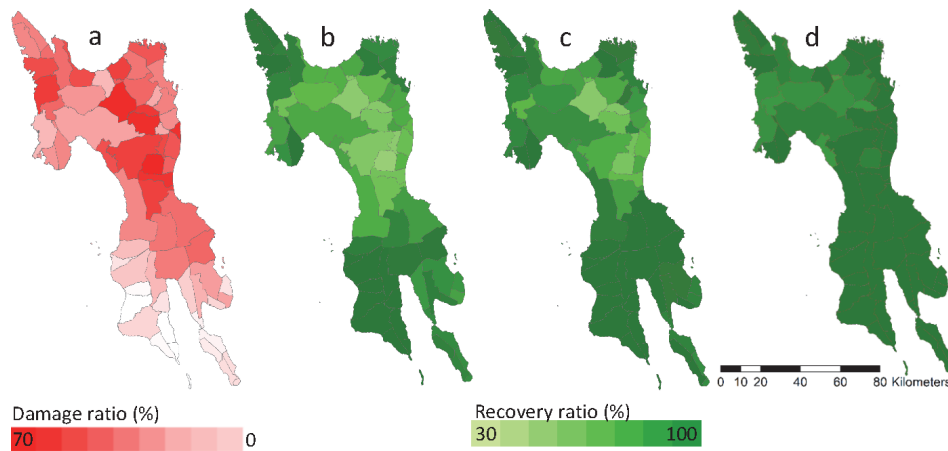 a b c d
0 10 20 40 60 80 Kilometers
Damage ratio (%)
70 0
Recovery ratio (%)
30 100